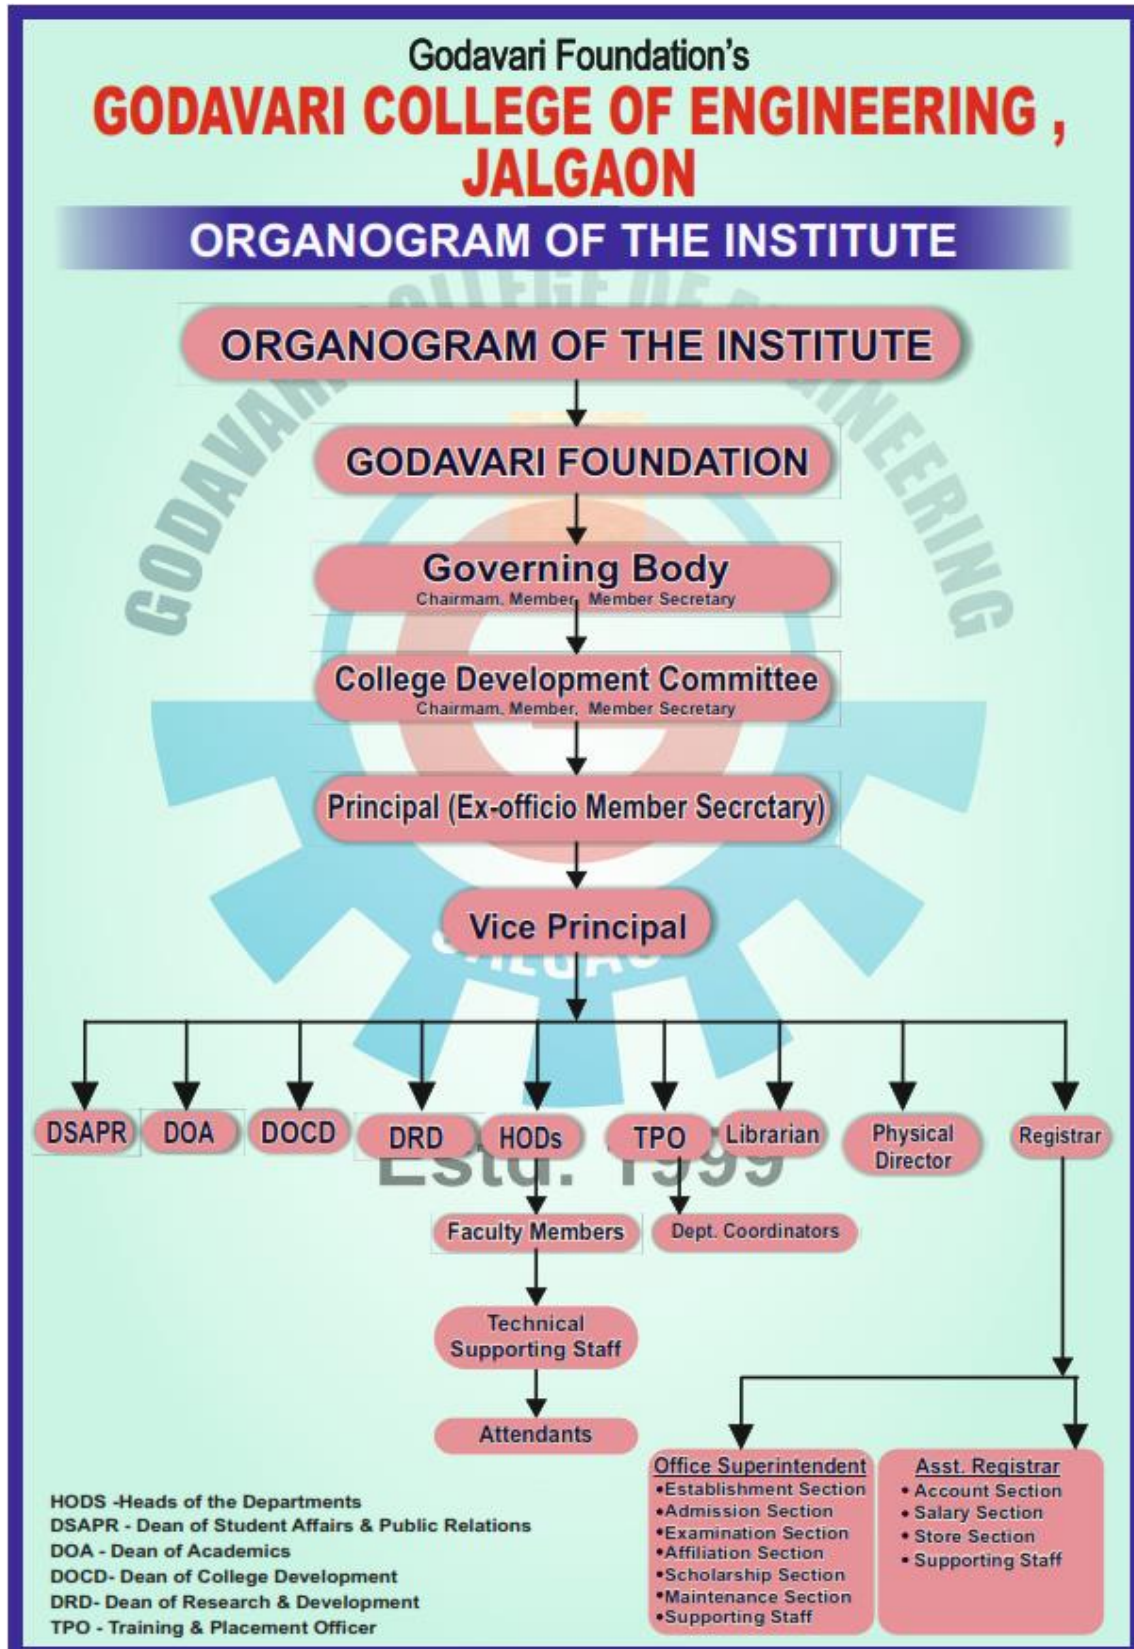 Godavari Foundation's
GODAVARI COLLEGE OF ENGINEERING ,
JALGAON
ORGANOGRAM OF THE INSTITUTE
GODAVARI COLLEGE OF ENGINEERING
ORGANOGRAM OF THE INSTITUTE
GODAVARI FOUNDATION
Governing Body
Chairmam, Member, Member Secretary
College Development Committee
Chairmam, Member, Member Secretary
Principal (Ex-officio Member Secrctary)
Vice Principal
JALGAON
DSAPR
DOA
DOCD
DRD
HODs
TPO
Librarian
Physical
Director
Registrar
Estd. 1999
Faculty Members
Dept. Coordinators
Technical
Supporting Staff
Attendants
Office Superintendent
•Establishment Section
•Admission Section
•Examination Section
•Affiliation Section
•Scholarship Section
•Maintenance Section
•Supporting Staff
Asst. Registrar
• Account Section
• Salary Section
• Store Section
• Supporting Staff
HODS -Heads of the Departments
DSAPR - Dean of Student Affairs & Public Relations
DOA - Dean of Academics
DOCD- Dean of College Development
DRD- Dean of Research & Development
TPO - Training & Placement Officer